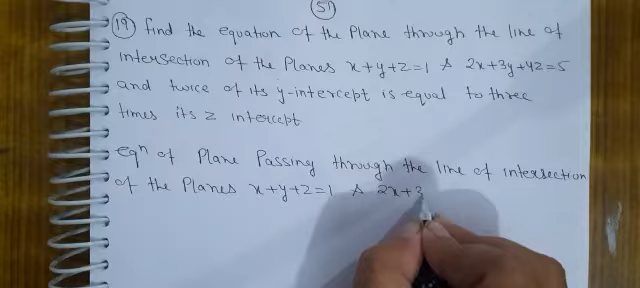 (5)
(19) find the equation of the Plane through the line of
intersection of the Planes x+y+z=1 & 2x+3y+4z=5
and twice of its y-intercept is equal to three
times its z intercept
eqⁿ of Plane Passing through the line of intersection
of the Planes x+y+z=1 & 2x+3